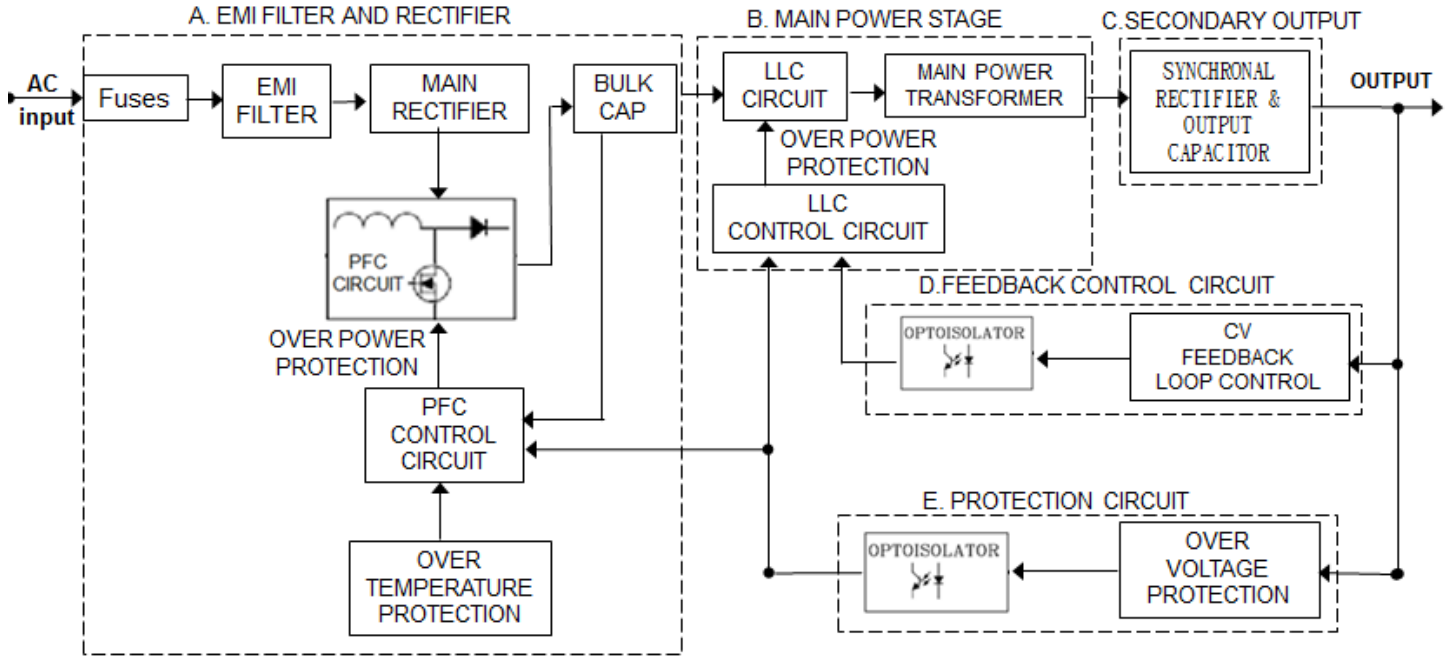 A. EMI FILTER AND RECTIFIER
B. MAIN POWER STAGE
C.SECONDARY OUTPUT
AC
input
Fuses
EMI
FILTER
MAIN
RECTIFIER
BULK
CAP
LLC
CIRCUIT
MAIN POWER
TRANSFORMER
SYNCHRONAL
RECTIFIER &
OUTPUT
CAPACITOR
OUTPUT
OVER POWER
PROTECTION
LLC
CONTROL CIRCUIT
PFC
CIRCUIT
OVER POWER
PROTECTION
D.FEEDBACK CONTROL CIRCUIT
OPTOISOLATOR
CV
FEEDBACK
LOOP CONTROL
PFC
CONTROL
CIRCUIT
E. PROTECTION CIRCUIT
OPTOISOLATOR
OVER
VOLTAGE
PROTECTION
OVER
TEMPERATURE
PROTECTION